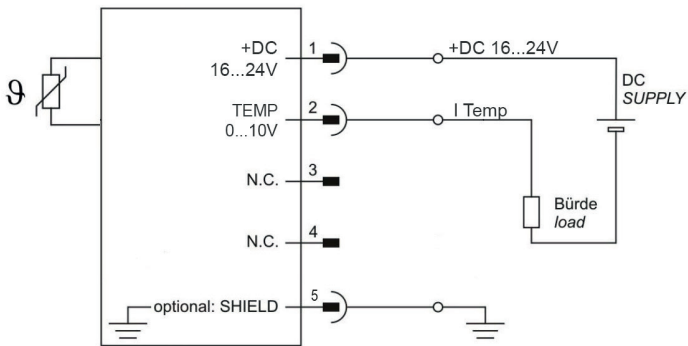 +DC
16...24V
1
+DC 16...24V
DC
SUPPLY
ϑ
TEMP
0...10V
2
I Temp
N.C.
3
Bürde
load
N.C.
4
optional: SHIELD
5